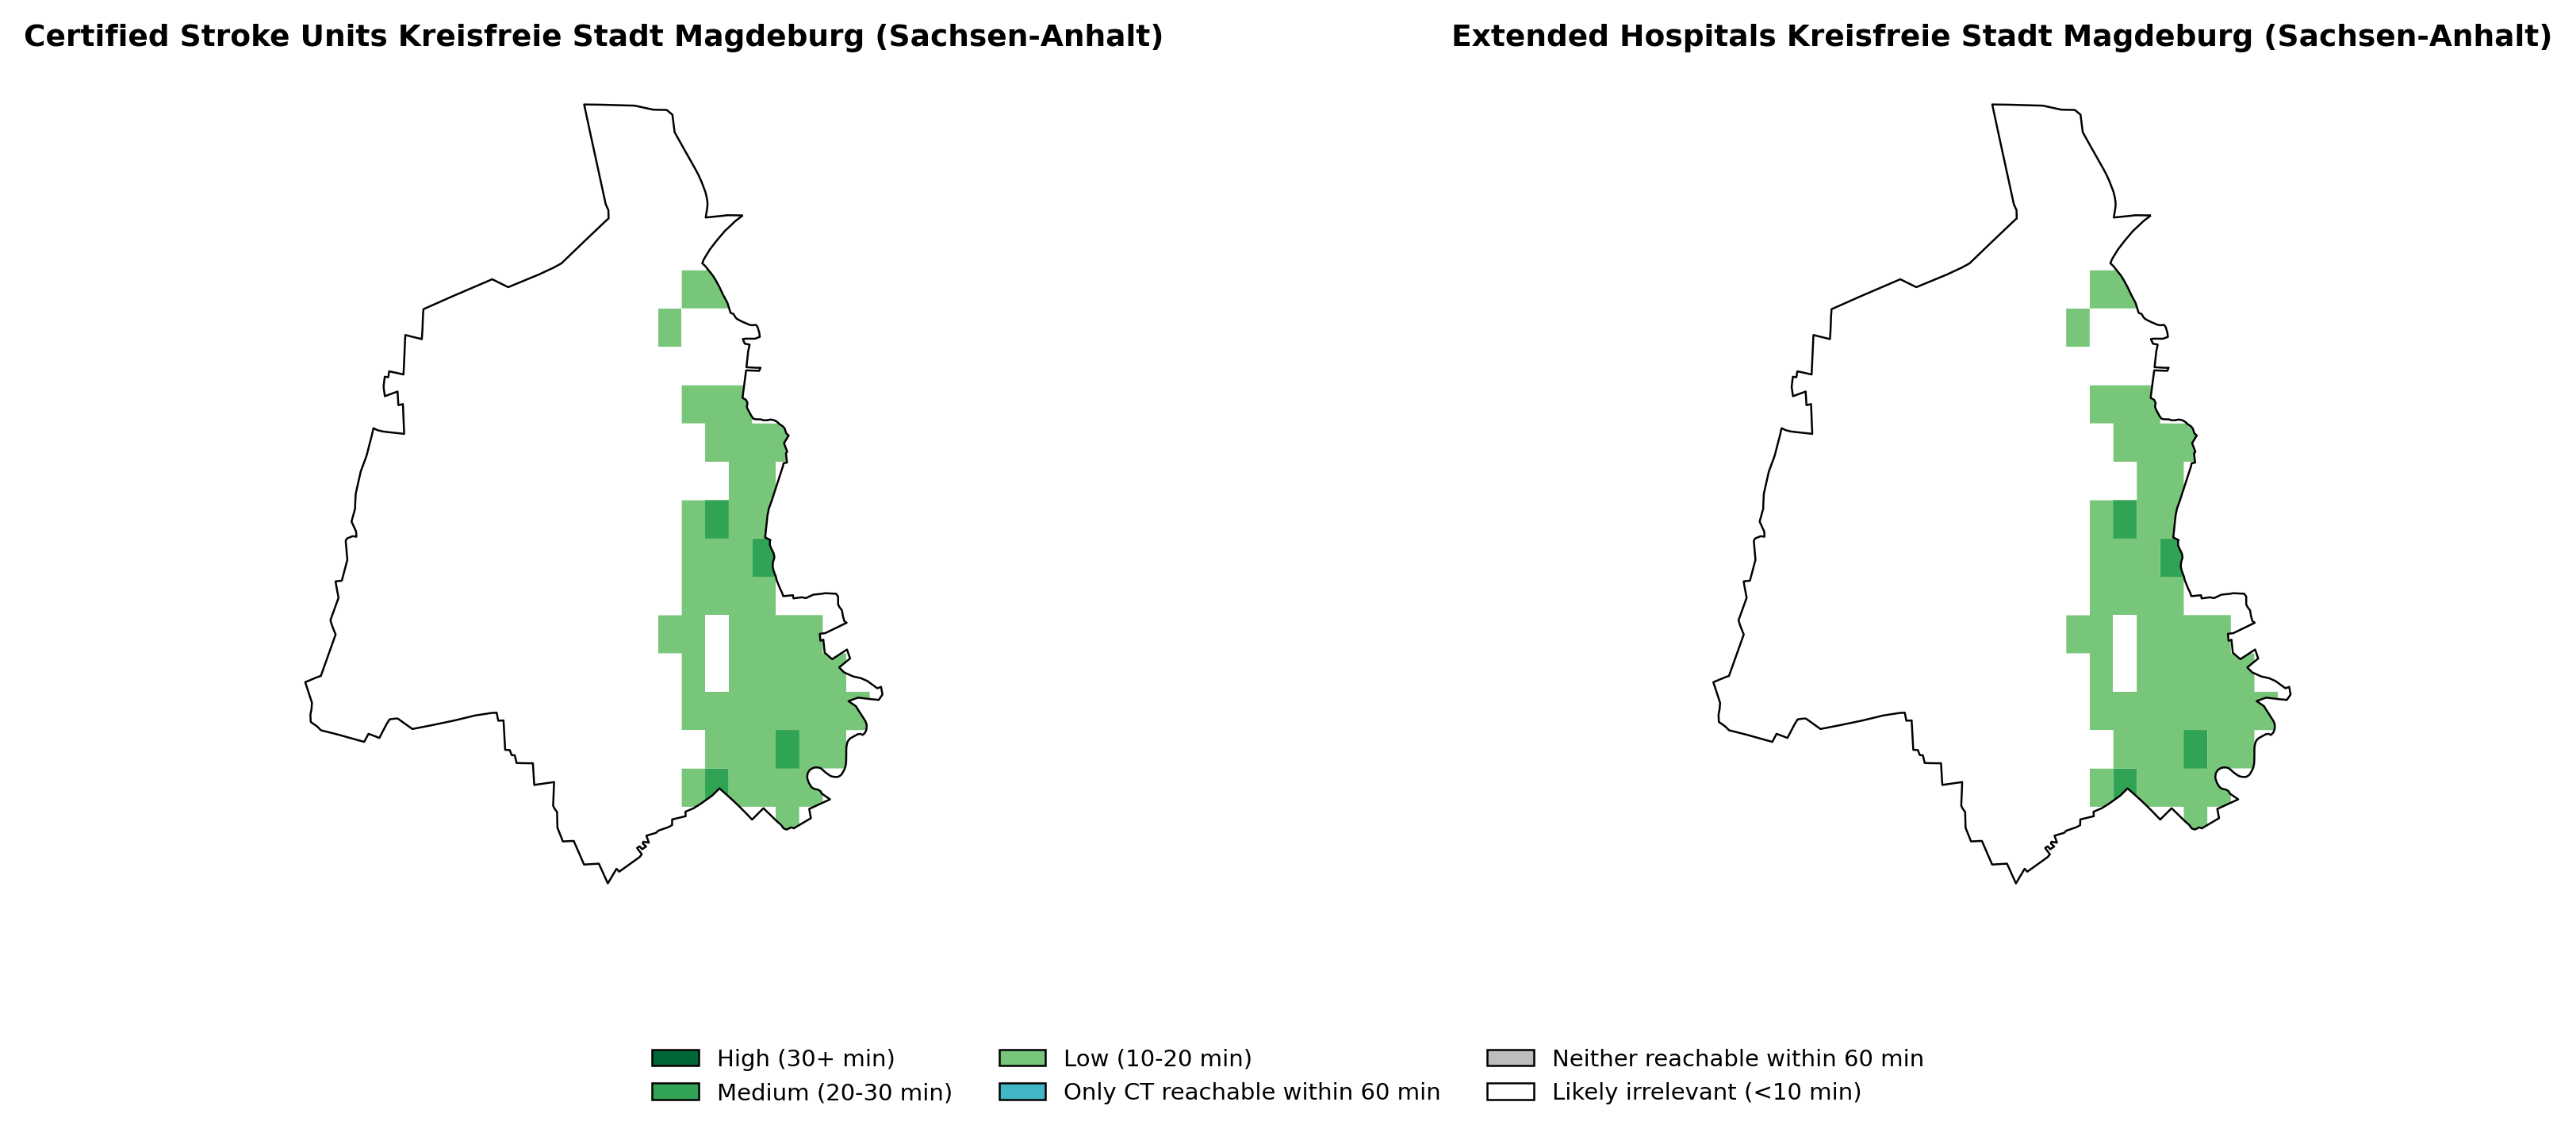 Certified Stroke Units Kreisfreie Stadt Magdeburg (Sachsen-Anhalt)
Extended Hospitals Kreisfreie Stadt Magdeburg (Sachsen-Anhalt)
High (30+ min)
Medium (20-30 min)
Low (10-20 min)
Only CT reachable within 60 min
Neither reachable within 60 min
Likely irrelevant (<10 min)